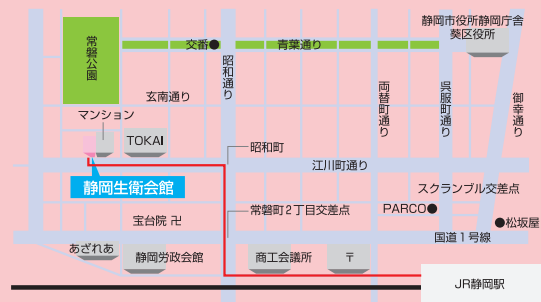 静岡市役所静岡庁舎
葵区役所
常磐公園
交番
青葉通り
昭和通り
両替町通り
呉服町通り
御幸通り
玄南通り
マンション
TOKAI
昭和町
江川町通り
静岡生衛会館
スクランブル交差点
宝台院 卍
常磐町2丁目交差点
PARCO
松坂屋
国道1号線
あざれあ
静岡労政会館
商工会議所
〒
JR静岡駅